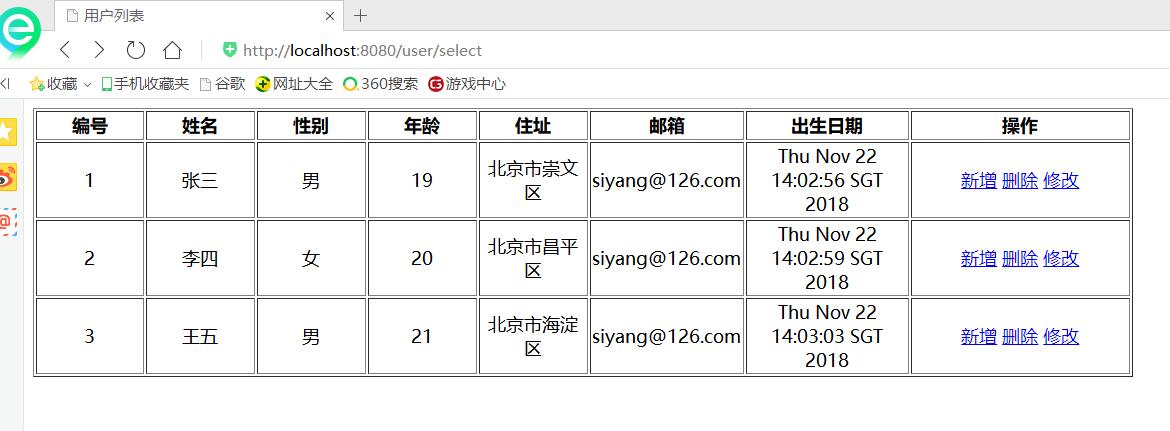 用户列表
http://localhost:8080/user/select
收藏 手机收藏夹 谷歌 网址大全 360搜索 游戏中心
编号 姓名 性别 年龄 住址 邮箱 出生日期 操作
1 张三 男 19 北京市崇文区 siyang@126.com Thu Nov 22 14:02:56 SGT 2018 新增 删除 修改
2 李四 女 20 北京市昌平区 siyang@126.com Thu Nov 22 14:02:59 SGT 2018 新增 删除 修改
3 王五 男 21 北京市海淀区 siyang@126.com Thu Nov 22 14:03:03 SGT 2018 新增 删除 修改